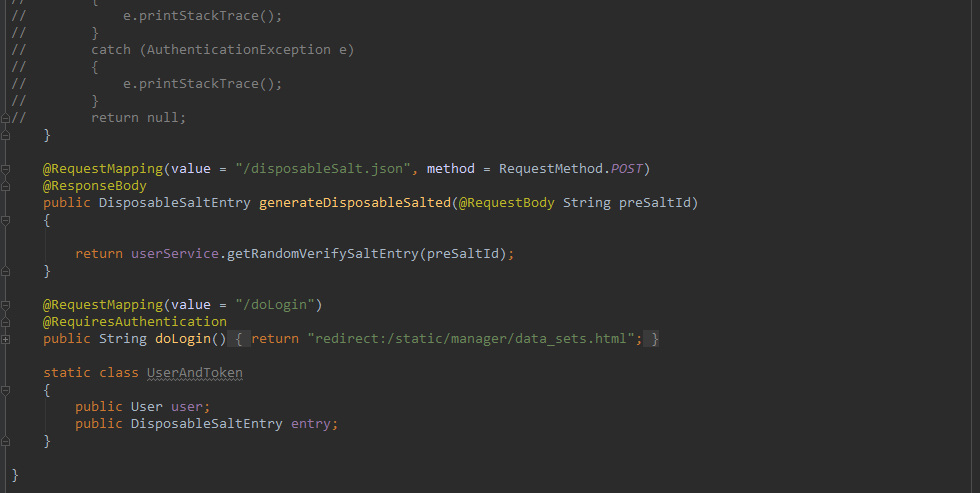 //        {
//            e.printStackTrace();
//        }
//        catch (AuthenticationException e)
//        {
//            e.printStackTrace();
//        }
//        return null;
    }

    @RequestMapping(value = "/disposableSalt.json", method = RequestMethod.POST)
    @ResponseBody
    public DisposableSaltEntry generateDisposableSalted(@RequestBody String preSaltId)
    {

        return userService.getRandomVerifySaltEntry(preSaltId);
    }

    @RequestMapping(value = "/doLogin")
    @RequiresAuthentication
    public String doLogin() { return "redirect:/static/manager/data_sets.html"; }

    static class UserAndToken
    {
        public User user;
        public DisposableSaltEntry entry;
    }

}